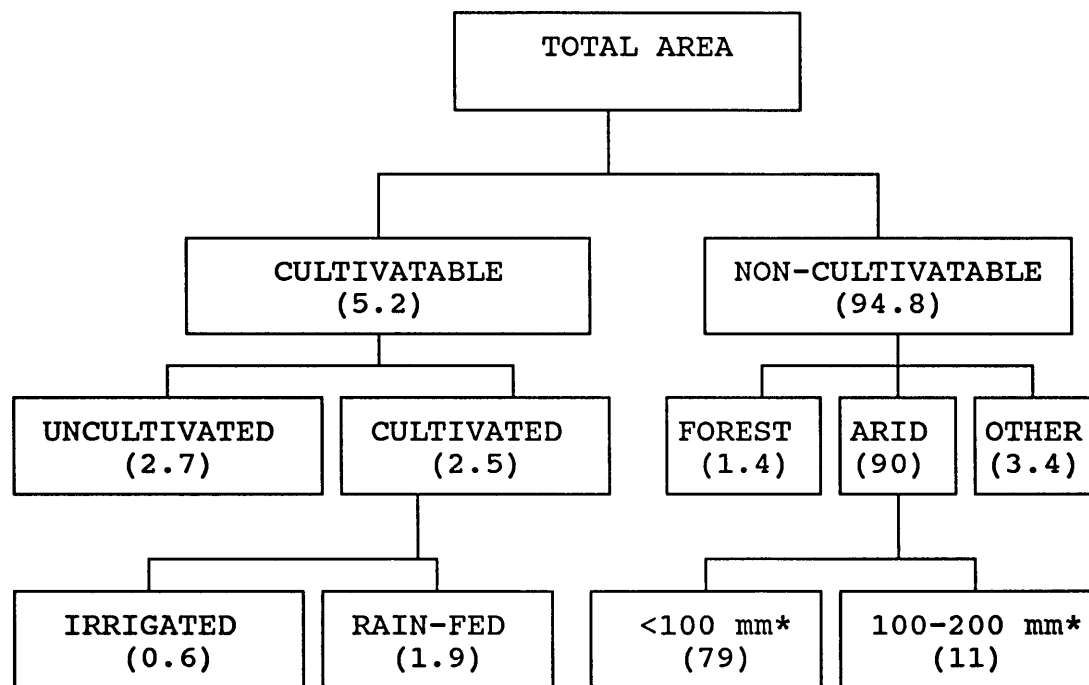 TOTAL AREA
CULTIVATABLE
(5.2)
NON-CULTIVATABLE
(94.8)
UNCULTIVATED
(2.7)
CULTIVATED
(2.5)
FOREST
(1.4)
ARID
(90)
OTHER
(3.4)
IRRIGATED
(0.6)
RAIN-FED
(1.9)
<100 mm*
(79)
100-200 mm*
(11)